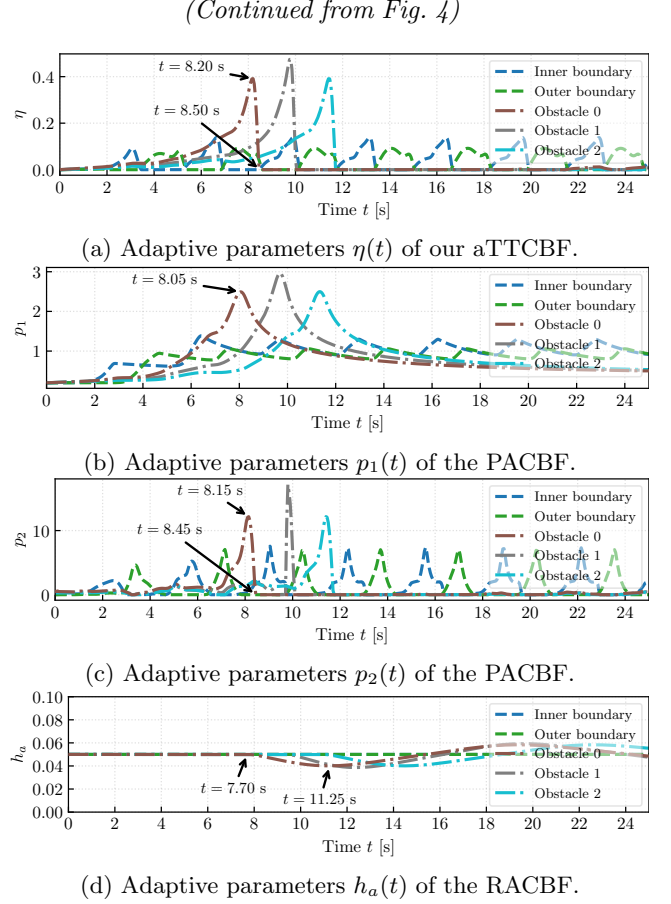 (Continued from Fig. 4)
t = 8.20 s
t = 8.50 s
η
0.4
0.2
0.0
Inner boundary
Outer boundary
Obstacle 0
Obstacle 1
Obstacle 2
0 2 4 6 8 10 12 14 16 18 20 22 24
Time t [s]
(a) Adaptive parameters η(t) of our aTTCBF.
t = 8.05 s
p₁
3
2
1
Inner boundary
Outer boundary
Obstacle 0
Obstacle 1
Obstacle 2
0 2 4 6 8 10 12 14 16 18 20 22 24
Time t [s]
(b) Adaptive parameters p₁(t) of the PACBF.
t = 8.15 s
t = 8.45 s
p₂
10
0
Inner boundary
Outer boundary
Obstacle 0
Obstacle 1
Obstacle 2
0 2 4 6 8 10 12 14 16 18 20 22 24
Time t [s]
(c) Adaptive parameters p₂(t) of the PACBF.
hₐ
0.10
0.08
0.06
0.04
0.02
0.00
t = 7.70 s
t = 11.25 s
Inner boundary
Outer boundary
Obstacle 0
Obstacle 1
Obstacle 2
0 2 4 6 8 10 12 14 16 18 20 22 24
Time t [s]
(d) Adaptive parameters hₐ(t) of the RACBF.